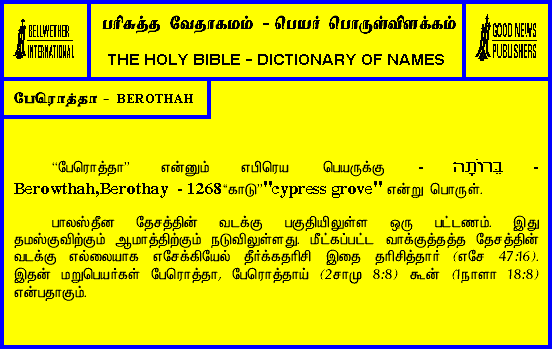 BELLWETHER
INTERNATIONAL
பரிசுத்த வேதாகமம் - பெயர் பொருள்விளக்கம்
THE HOLY BIBLE - DICTIONARY OF NAMES
GOOD NEWS
PUBLISHERS
பேரொத்தா - BEROTHAH
“பேரொத்தா” என்னும் எபிரெய பெயருக்கு - בֵּרוֹתָה -
Berowthah,Berothay - 1268“காடு”"cypress grove" என்று பொருள்.
பாலஸ்தீன தேசத்தின் வடக்கு பகுதியிலுள்ள ஒரு பட்டணம். இது
தமஸ்குவிற்கும் ஆமாத்திற்கும் நடுவிலுள்ளது. மீட்கப்பட்ட வாக்குத்தத்த தேசத்தின்
வடக்கு எல்லையாக எசேக்கியேல் தீர்க்கதரிசி இதை தரிசித்தார் (எசே 47:16).
இதன் மறுபெயர்கள் பேரொத்தா, பேரொத்தாய் (2சாமு 8:8) கூன் (1நாளா 18:8)
என்பதாகும்.